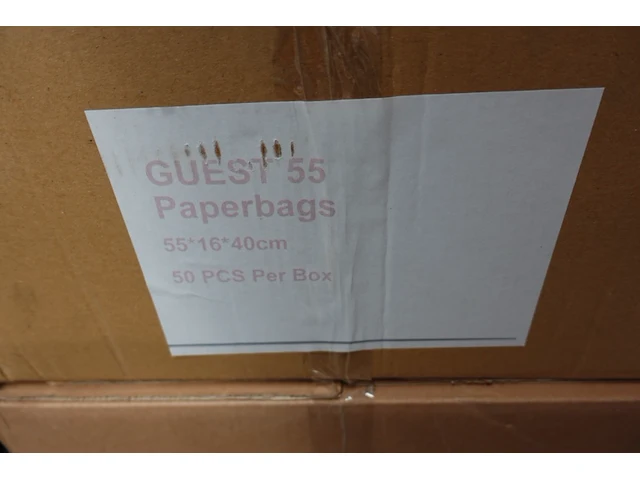 GUEST 55
Paperbags
55*16*40cm
50 PCS Per Box